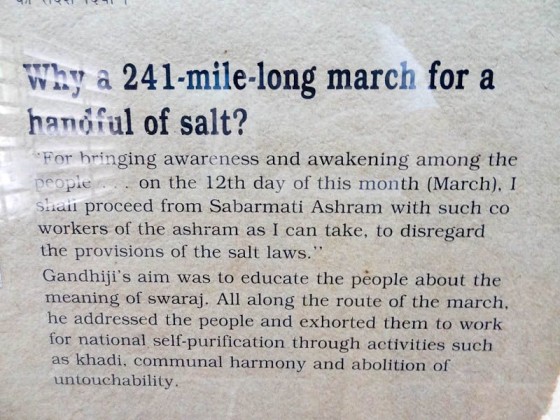 Why a 241-mile-long march for a
handful of salt?
"For bringing awareness and awakening among the
people . . . on the 12th day of this month (March), I
shall proceed from Sabarmati Ashram with such co
workers of the ashram as I can take, to disregard
the provisions of the salt laws.''
Gandhiji's aim was to educate the people about the
meaning of swaraj. All along the route of the march,
he addressed the people and exhorted them to work
for national self-purification through activities such
as khadi, communal harmony and abolition of
untouchability.